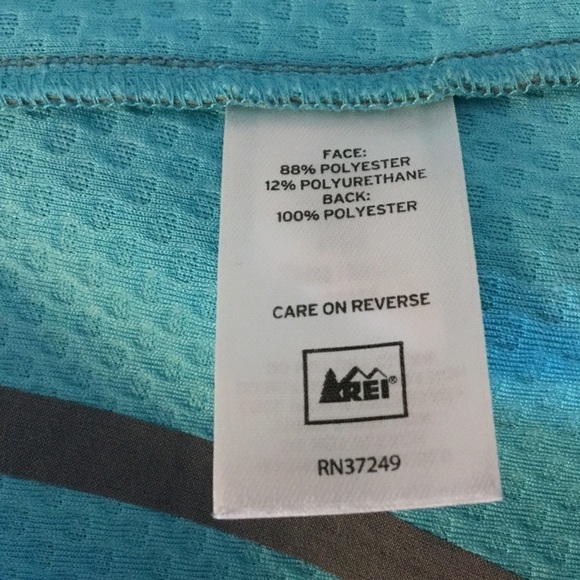 FACE:
88% POLYESTER
12% POLYURETHANE
BACK:
100% POLYESTER
CARE ON REVERSE
REI®
RN37249